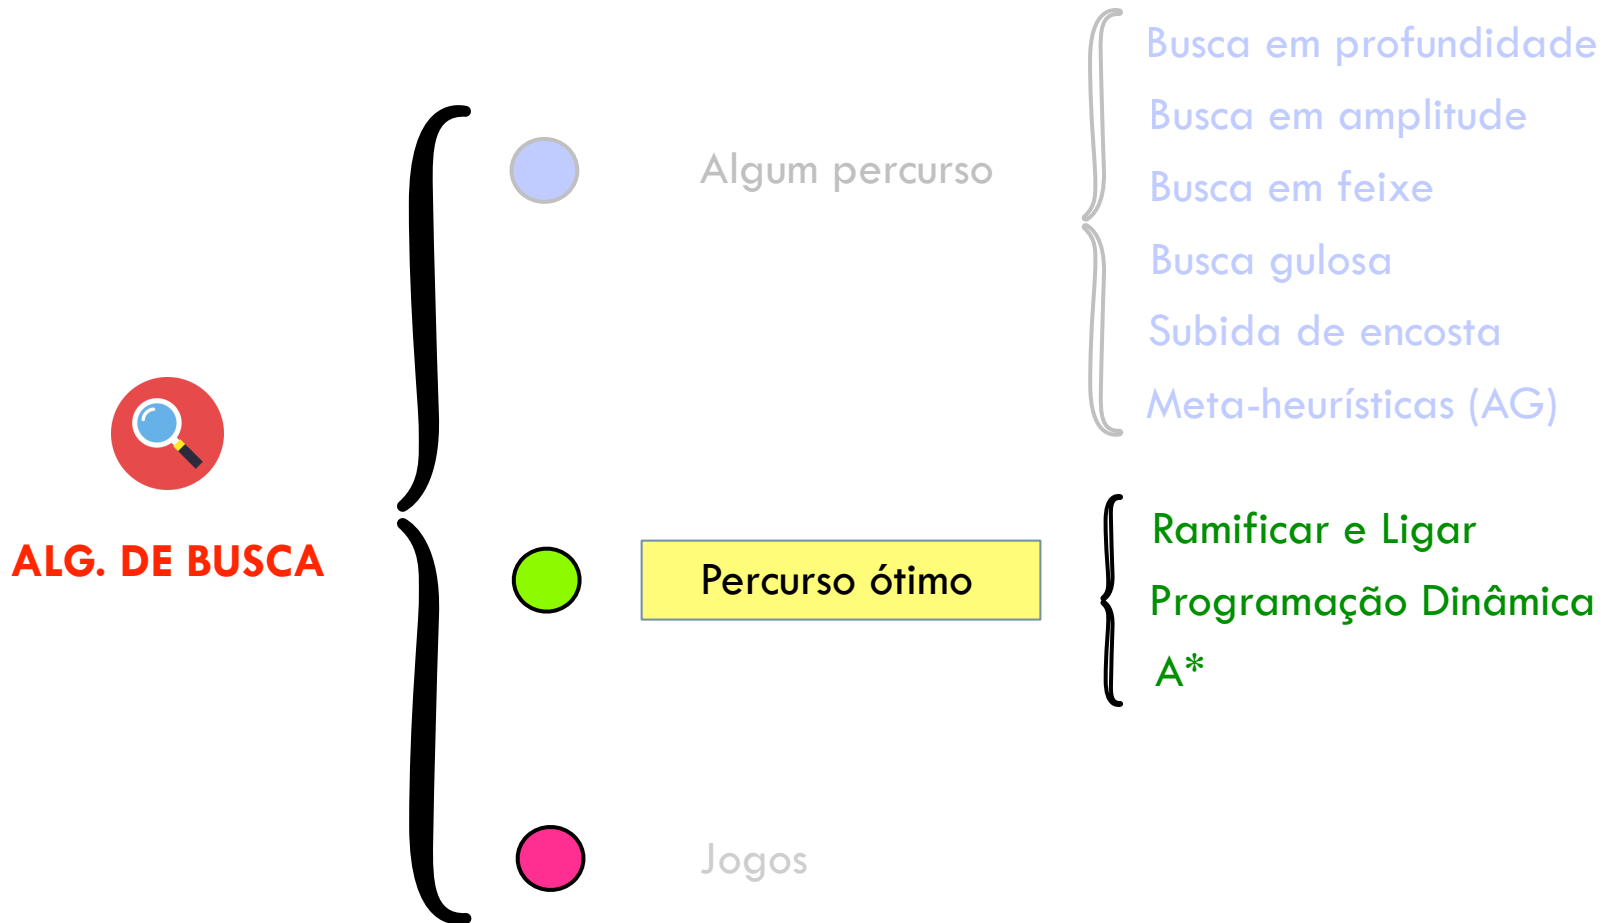 Busca em profundidade
Busca em amplitude
Algum percurso
Busca em feixe
Busca gulosa
Subida de encosta
Meta-heurísticas (AG)
ALG. DE BUSCA
Percurso ótimo
Ramificar e Ligar
Programação Dinâmica
A*
Jogos